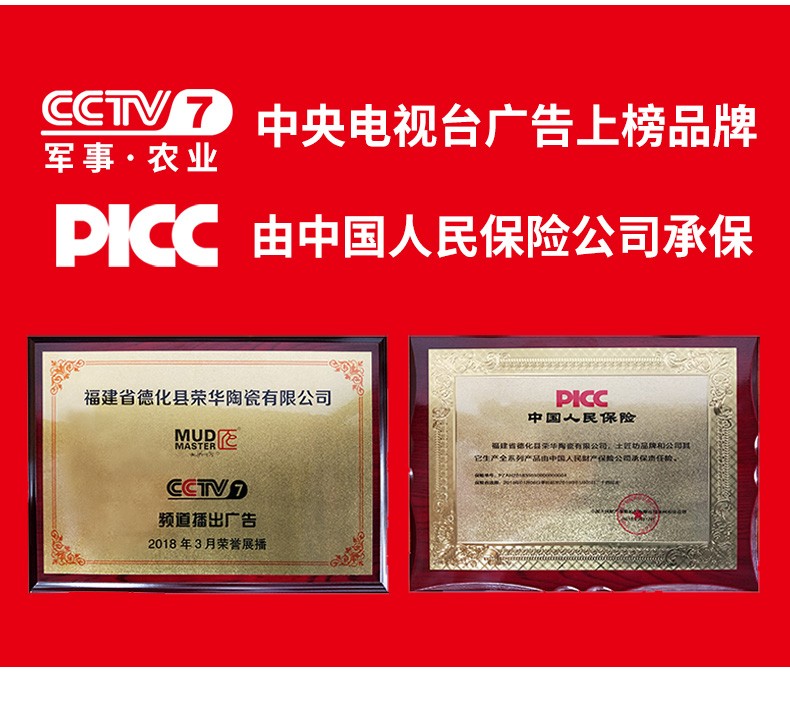 CCTV 7
军事·农业
中央电视台广告上榜品牌
PICC
由中国人民保险公司承保
福建省德化县荣华陶瓷有限公司
MUD
MASTER 匠
CCTV 7
频道播出广告
2018年3月荣誉展播
PICC
中国人民保险
福建省德化县荣华陶瓷有限公司，土匠坊品牌和公司其
它生产全系列产品由中国人民财产保险公司承保责任险。